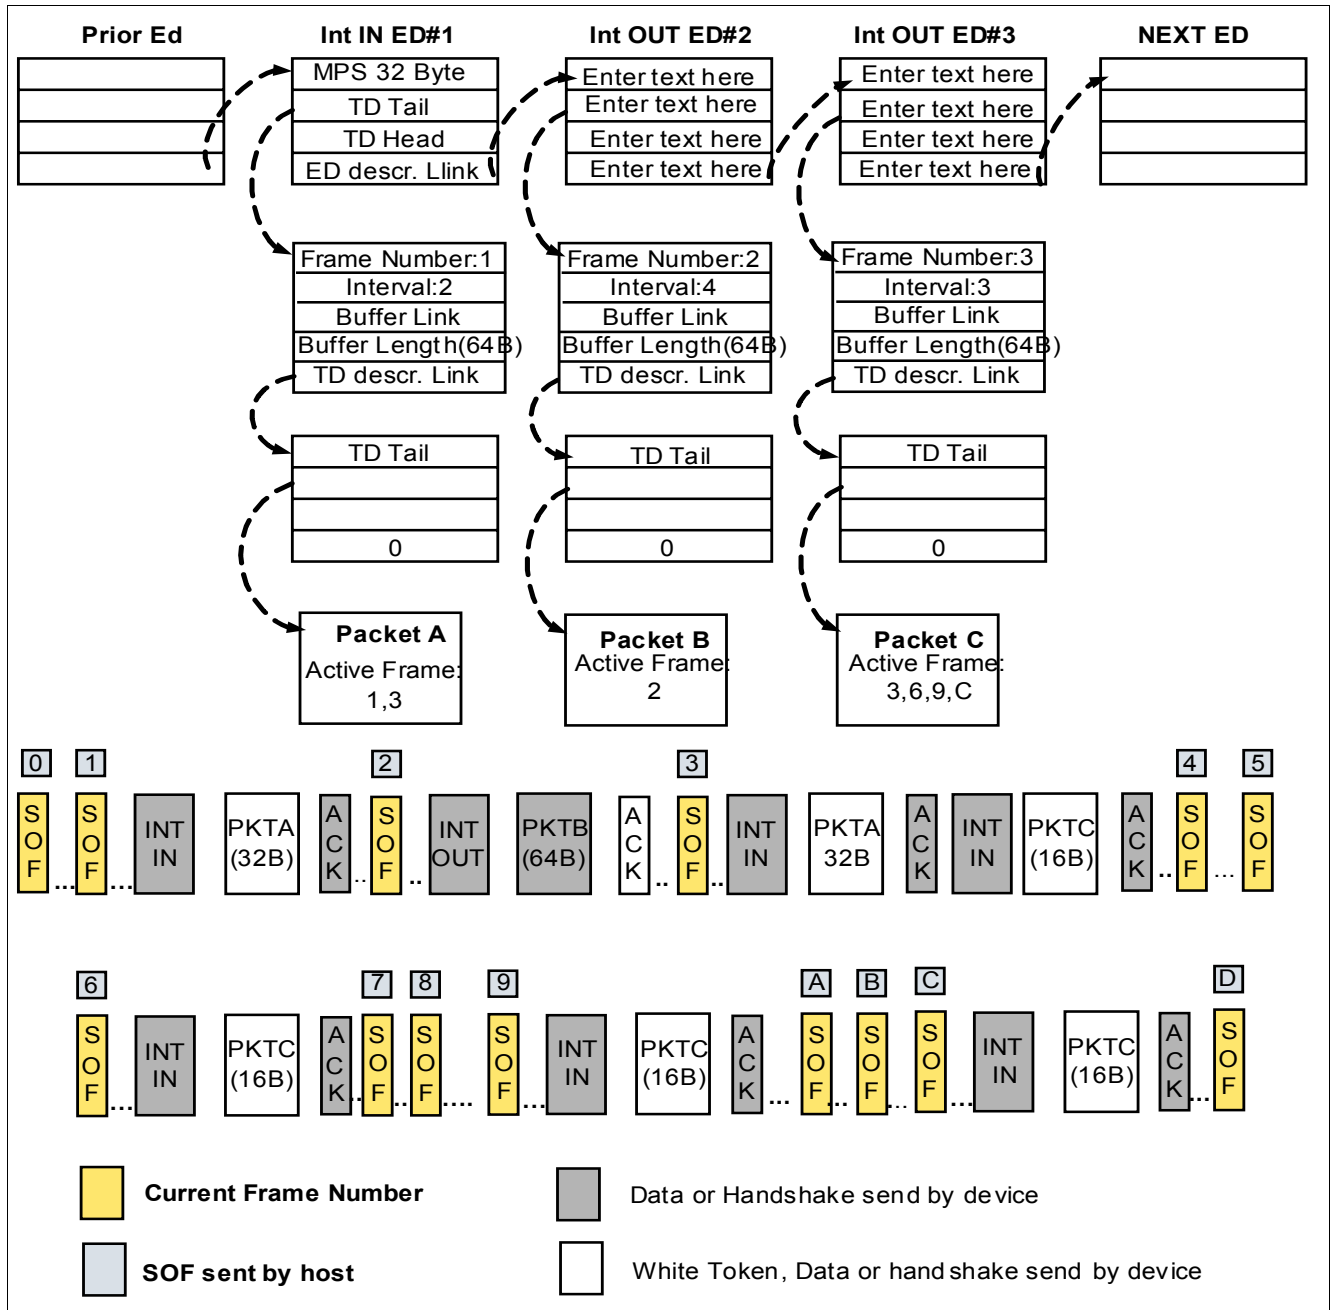 Prior Ed
Int IN ED#1
Int OUT ED#2
Int OUT ED#3
NEXT ED
MPS 32 Byte
TD Tail
TD Head
ED descr. Llink
Enter text here
Enter text here
Enter text here
Enter text here
Enter text here
Enter text here
Enter text here
Enter text here
Frame Number:1
Interval:2
Buffer Link
Buffer Length(64B)
TD descr. Link
Frame Number:2
Interval:4
Buffer Link
Buffer Length(64B)
TD descr. Link
Frame Number:3
Interval:3
Buffer Link
Buffer Length(64B)
TD descr. Link
TD Tail
0
TD Tail
0
TD Tail
0
Packet A
Active Frame:
1,3
Packet B
Active Frame:
2
Packet C
Active Frame:
3,6,9,C
0 1 2 3 4 5
SOF
...
SOF
...
INT
IN
PKTA
(32B)
ACK
..
SOF
..
INT
OUT
PKTB
(64B)
ACK
..
SOF
..
INT
IN
PKTA
32B
ACK
INT
IN
PKTC
(16B)
ACK
..
SOF
...
SOF
6 7 8 9 A B C D
SOF
...
INT
IN
PKTC
(16B)
ACK
..
SOF
..
SOF
....
SOF
...
INT
IN
PKTC
(16B)
ACK
...
SOF
...
SOF
...
SOF
...
INT
IN
PKTC
(16B)
ACK
...
SOF
Current Frame Number
Data or Handshake send by device
SOF sent by host
White Token, Data or hand shake send by device